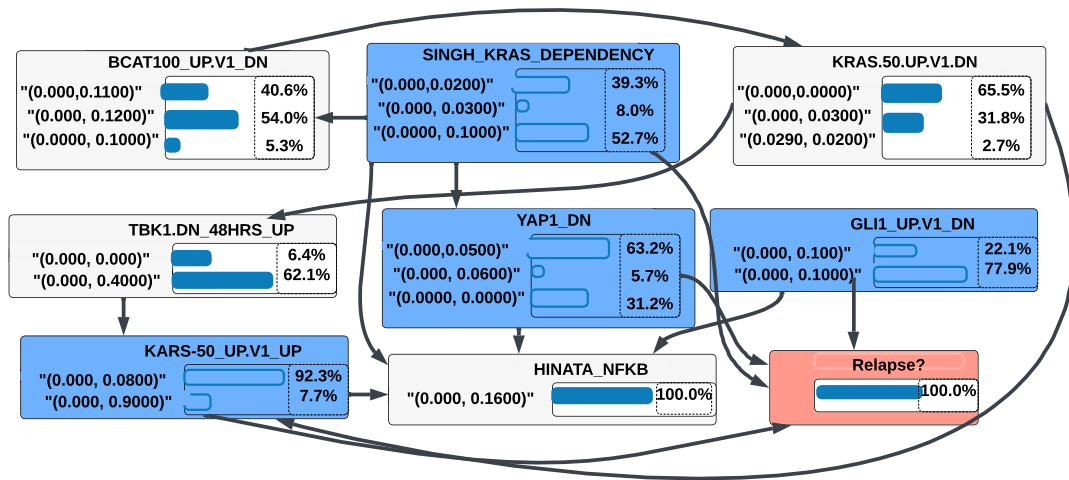 BCAT100_UP.V1_DN
"(0.000,0.1100)" 40.6%
"(0.000, 0.1200)" 54.0%
"(0.0000, 0.1000)" 5.3%
SINGH_KRAS_DEPENDENCY
"(0.000,0.0200)" 39.3%
"(0.000, 0.0300)" 8.0%
"(0.0000, 0.1000)" 52.7%
KRAS.50.UP.V1.DN
"(0.000,0.0000)" 65.5%
"(0.000, 0.0300)" 31.8%
"(0.0290, 0.0200)" 2.7%
TBK1.DN_48HRS_UP
"(0.000, 0.000)" 6.4%
"(0.000, 0.4000)" 62.1%
YAP1_DN
"(0.000,0.0500)" 63.2%
"(0.000, 0.0600)" 5.7%
"(0.0000, 0.0000)" 31.2%
GLI1_UP.V1_DN
"(0.000, 0.100)" 22.1%
"(0.000, 0.1000)" 77.9%
KARS-50_UP.V1_UP
"(0.000, 0.0800)" 92.3%
"(0.000, 0.9000)" 7.7%
HINATA_NFKB
"(0.000, 0.1600)" 100.0%
Relapse?
100.0%